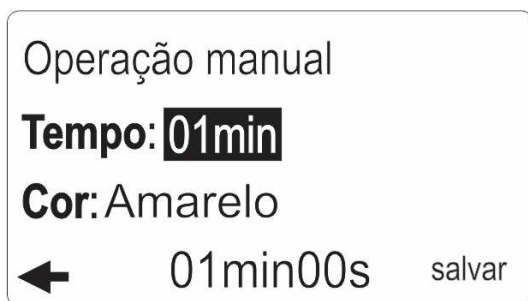 Operação manual
Tempo: 01min
Cor: Amarelo
01min00s salvar